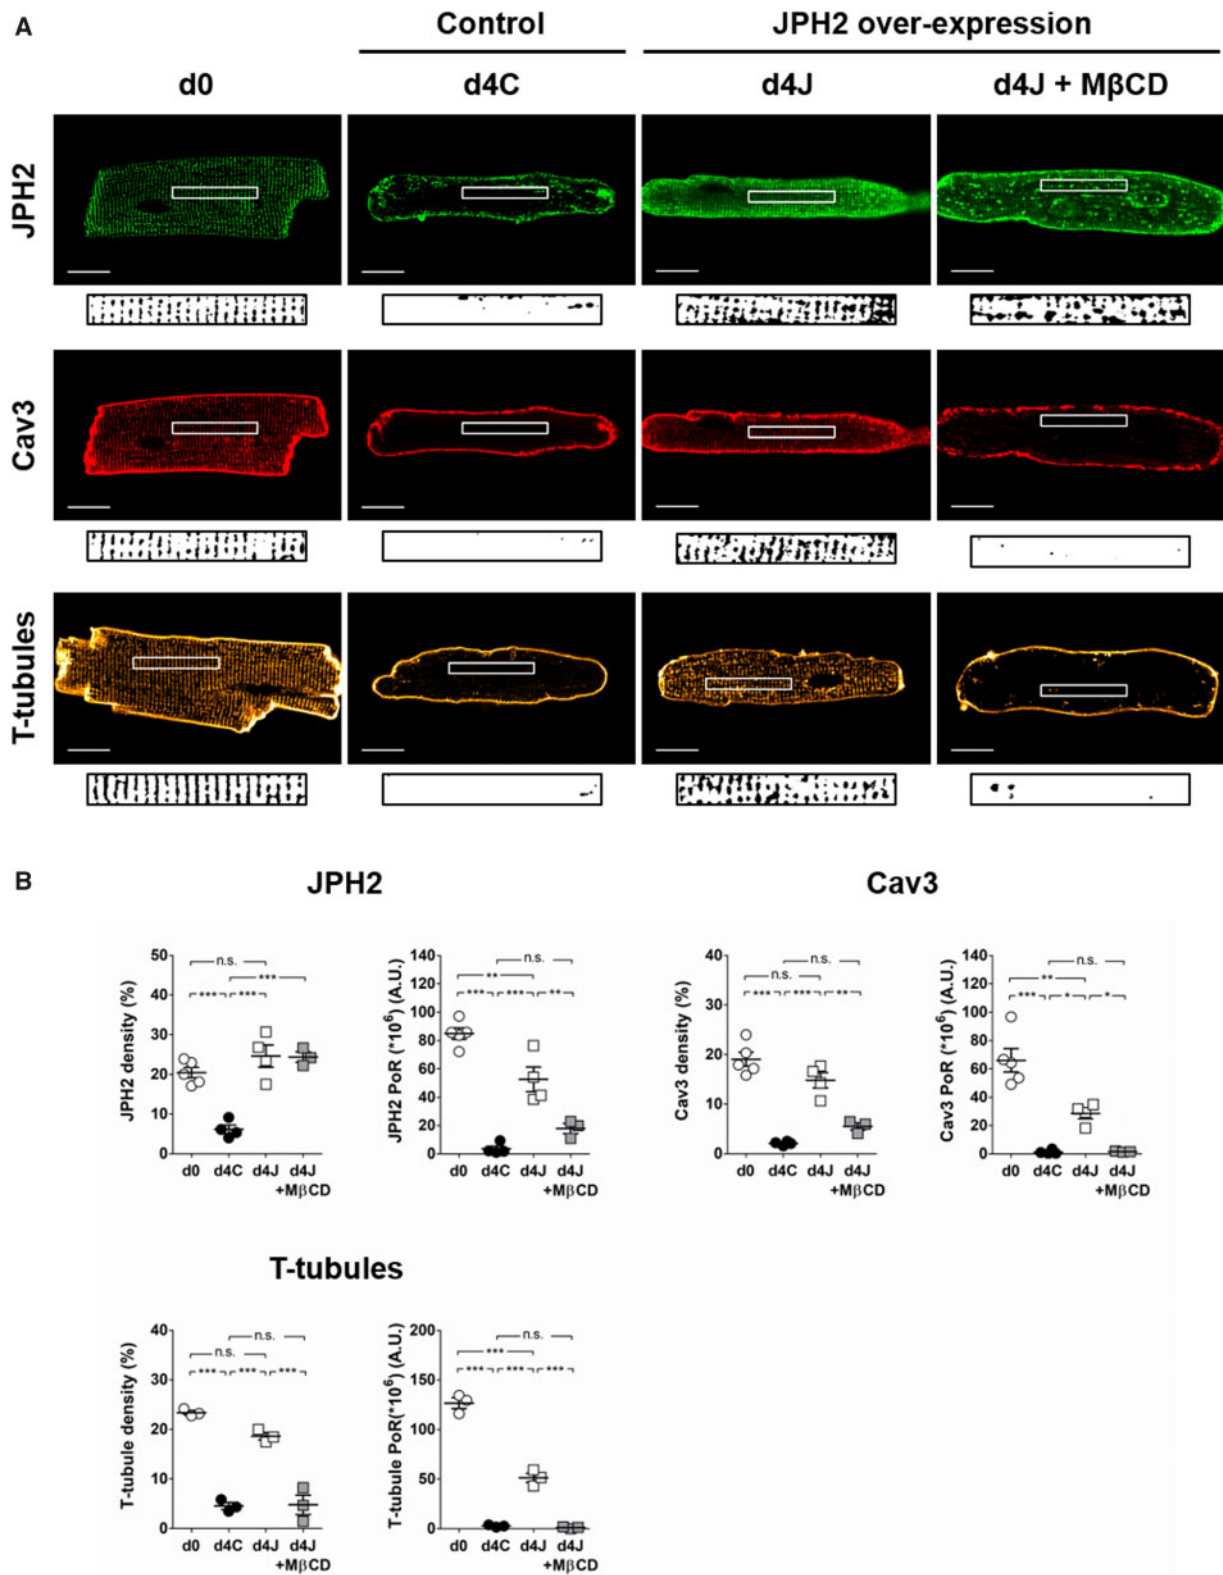 A
Control
JPH2 over-expression
d0
d4C
d4J
d4J + MβCD
JPH2
Cav3
T-tubules
B
JPH2
Cav3
JPH2 density (%)
50
40
30
20
10
0
n.s.
***
*** ***
d0 d4C d4J d4J
+MβCD
JPH2 PoR (*10⁶) (A.U.)
140
120
100
80
60
40
20
0
n.s.
**
*** *** **
d0 d4C d4J d4J
+MβCD
Cav3 density (%)
40
30
20
10
0
n.s.
n.s.
*** *** **
d0 d4C d4J d4J
+MβCD
Cav3 PoR (*10⁶) (A.U.)
140
120
100
80
60
40
20
0
n.s.
**
*** * *
d0 d4C d4J d4J
+MβCD
T-tubules
T-tubule density (%)
40
30
20
10
0
n.s.
n.s.
*** *** ***
d0 d4C d4J d4J
+MβCD
T-tubule PoR(*10⁶) (A.U.)
200
150
100
50
0
n.s.
***
*** *** ***
d0 d4C d4J d4J
+MβCD